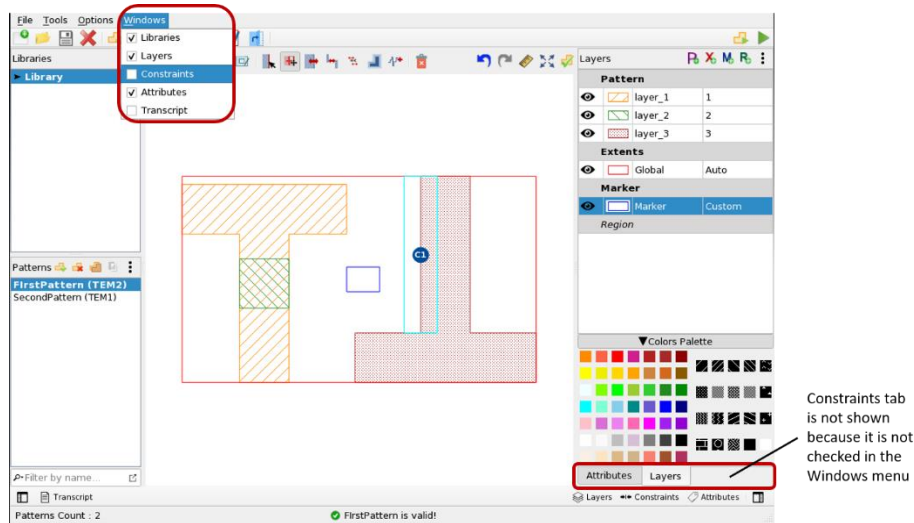 File Tools Options Windows
Libraries
Layers
Constraints
Attributes
Transcript
Libraries
Library
Layers
Pattern
layer_1 1
layer_2 2
layer_3 3
Extents
Global Auto
Marker
Marker Custom
Region
C1
Patterns
FIrstPattern (TEM2)
SecondPattern (TEM1)
Colors Palette
Constraints tab
is not shown
because it is not
checked in the
Windows menu
Filter by name...
Attributes Layers
Transcript
Layers Constraints Attributes
Patterns Count : 2
FIrstPattern is valid!